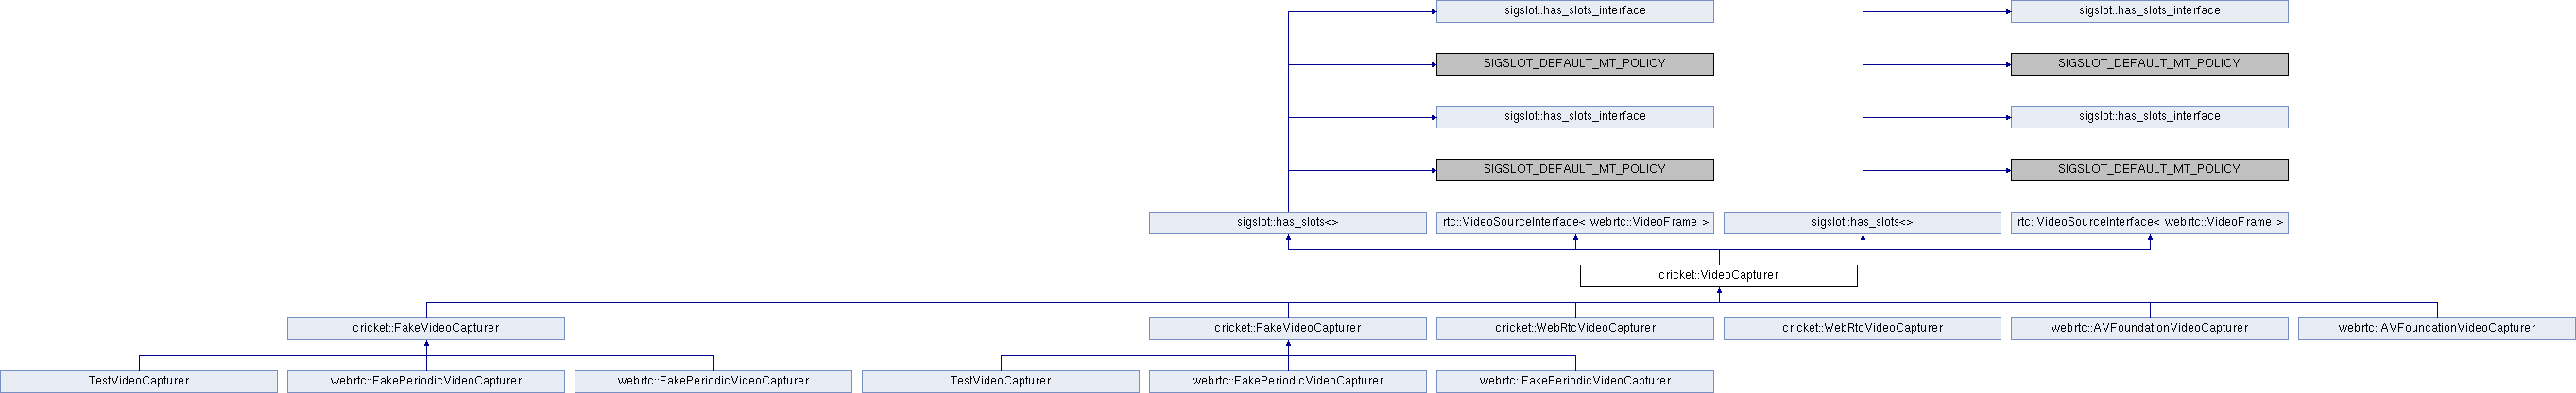 sigslot::has_slots_interface
sigslot::has_slots_interface
SIGSLOT_DEFAULT_MT_POLICY
SIGSLOT_DEFAULT_MT_POLICY
sigslot::has_slots_interface
sigslot::has_slots_interface
SIGSLOT_DEFAULT_MT_POLICY
SIGSLOT_DEFAULT_MT_POLICY
sigslot::has_slots<>
rtc::VideoSourceInterface< webrtc::VideoFrame >
sigslot::has_slots<>
rtc::VideoSourceInterface< webrtc::VideoFrame >
cricket::VideoCapturer
cricket::FakeVideoCapturer
cricket::FakeVideoCapturer
cricket::WebRtcVideoCapturer
cricket::WebRtcVideoCapturer
webrtc::AVFoundationVideoCapturer
webrtc::AVFoundationVideoCapturer
TestVideoCapturer
webrtc::FakePeriodicVideoCapturer
webrtc::FakePeriodicVideoCapturer
TestVideoCapturer
webrtc::FakePeriodicVideoCapturer
webrtc::FakePeriodicVideoCapturer